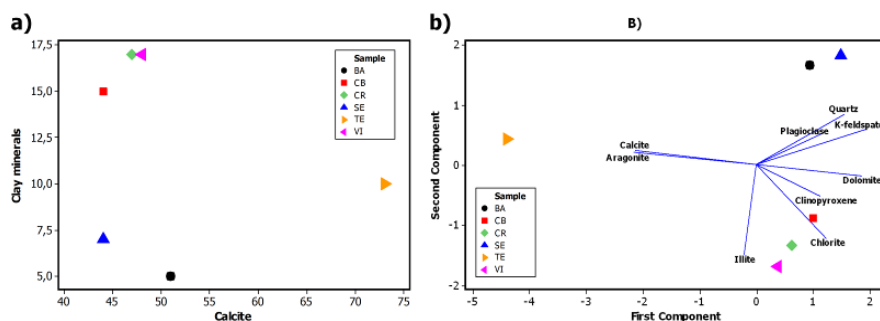 a)
17,5
15,0
12,5
10,0
7,5
5,0
Clay minerals
40 45 50 55 60 65 70 75
Calcite
Sample
BA
CB
CR
SE
TE
VI
b)
B)
2
1
0
-1
-2
Second Component
-5 -4 -3 -2 -1 0 1 2
First Component
Quartz
K-feldspate
Plagioclase
Calcite
Aragonite
Dolomite
Clinopyroxene
Chlorite
Illite
Sample
BA
CB
CR
SE
TE
VI